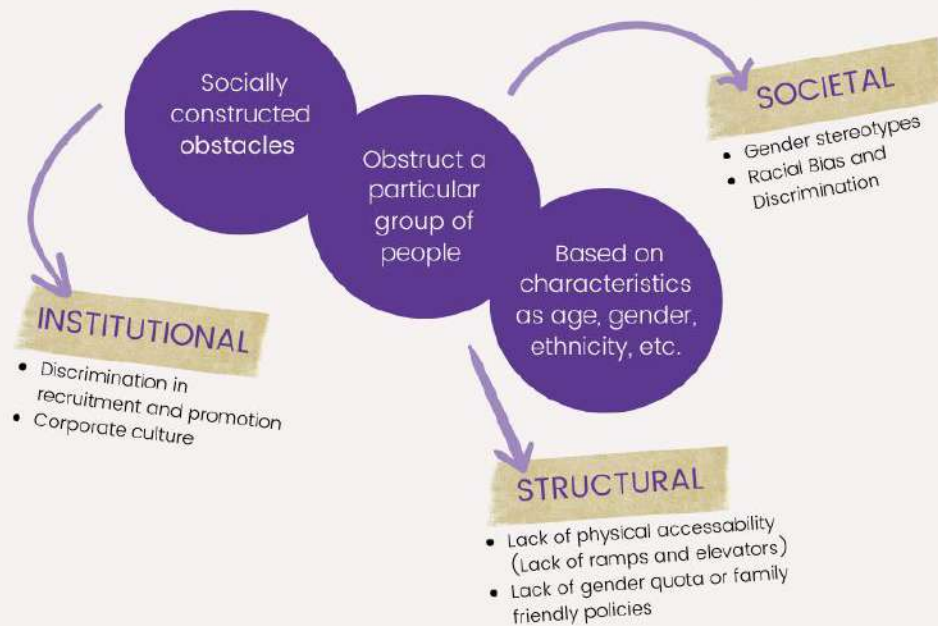 Socially
constructed
obstacles
Obstruct a
particular
group of
people
Based on
characteristics
as age, gender,
ethnicity, etc.
SOCIETAL
• Gender stereotypes
• Racial Bias and
Discrimination
INSTITUTIONAL
• Discrimination in
recruitment and promotion
• Corporate culture
STRUCTURAL
• Lack of physical accessability
(Lack of ramps and elevators)
• Lack of gender quota or family
friendly policies